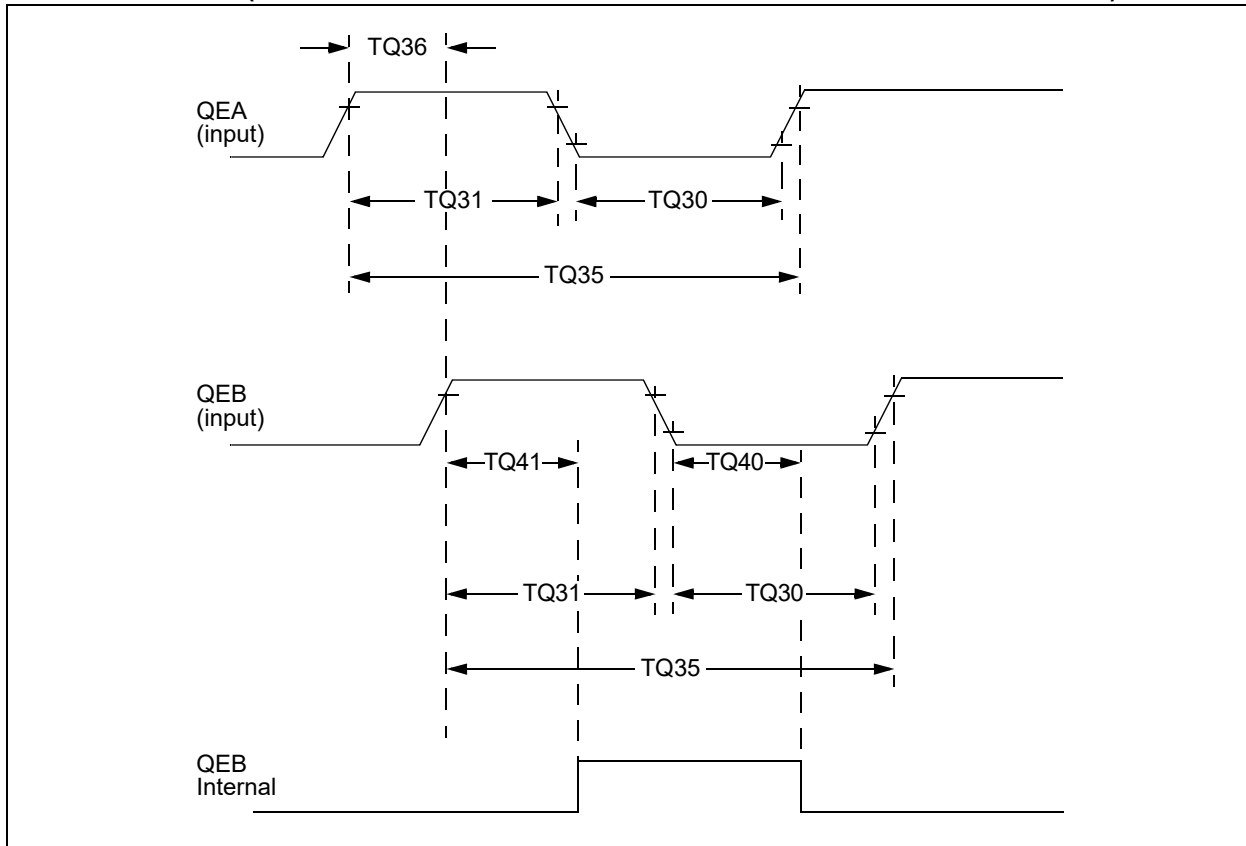 TQ36
QEA
(input)
TQ31
TQ30
TQ35
QEB
(input)
TQ41
TQ40
TQ31
TQ30
TQ35
QEB
Internal